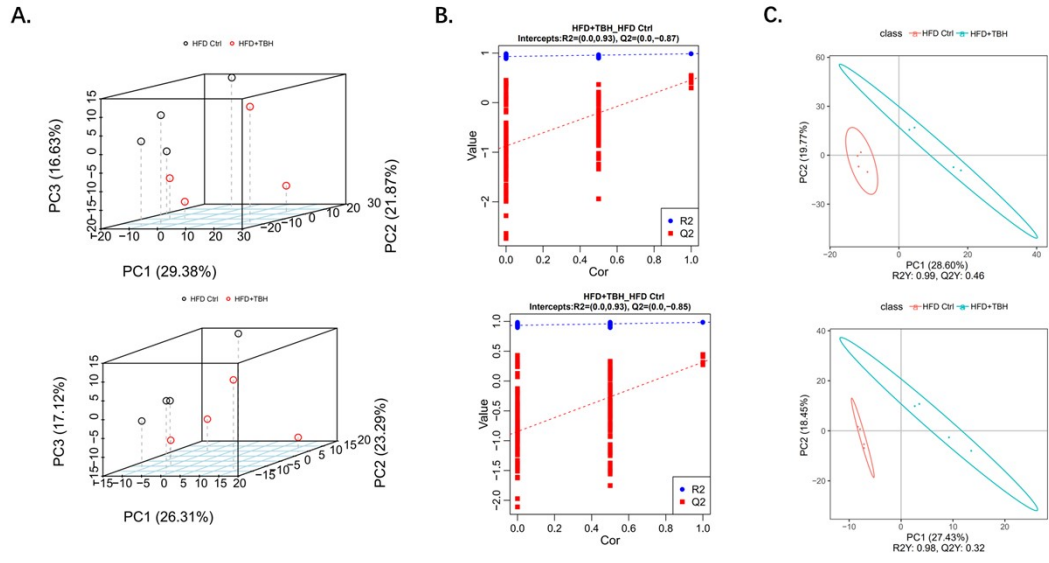 A.
HFD Ctrl HFD+TBH
PC3 (16.63%)
15
10
5
0
−5
−10
−15
−20
−20 −10 0 10 20 30
−20 −10 0 10 20 30
PC2 (21.87%)
PC1 (29.38%)
HFD Ctrl HFD+TBH
PC3 (17.12%)
15
10
5
0
−5
−10
−15
−10 −5 0 5 10 15 20
−15 −10 −5 0 5 10 15 20
PC2 (23.29%)
PC1 (26.31%)
B.
HFD+TBH_HFD Ctrl
Intercepts:R2=(0.0,0.93), Q2=(0.0,−0.87)
Value
1
0
−1
−2
R2
Q2
0.0 0.2 0.4 0.6 0.8 1.0
Cor
HFD+TBH_HFD Ctrl
Intercepts:R2=(0.0,0.93), Q2=(0.0,−0.85)
Value
1.0
0.5
0.0
−0.5
−1.0
−1.5
−2.0
R2
Q2
0.0 0.2 0.4 0.6 0.8 1.0
Cor
C.
class HFD Ctrl HFD+TBH
PC2 (19.77%)
60
30
0
−30
−60
−20 0 20 40
PC1 (28.60%)
R2Y: 0.99, Q2Y: 0.46
class HFD Ctrl HFD+TBH
PC2 (18.45%)
40
20
0
−20
−10 0 10 20
PC1 (27.43%)
R2Y: 0.98, Q2Y: 0.32